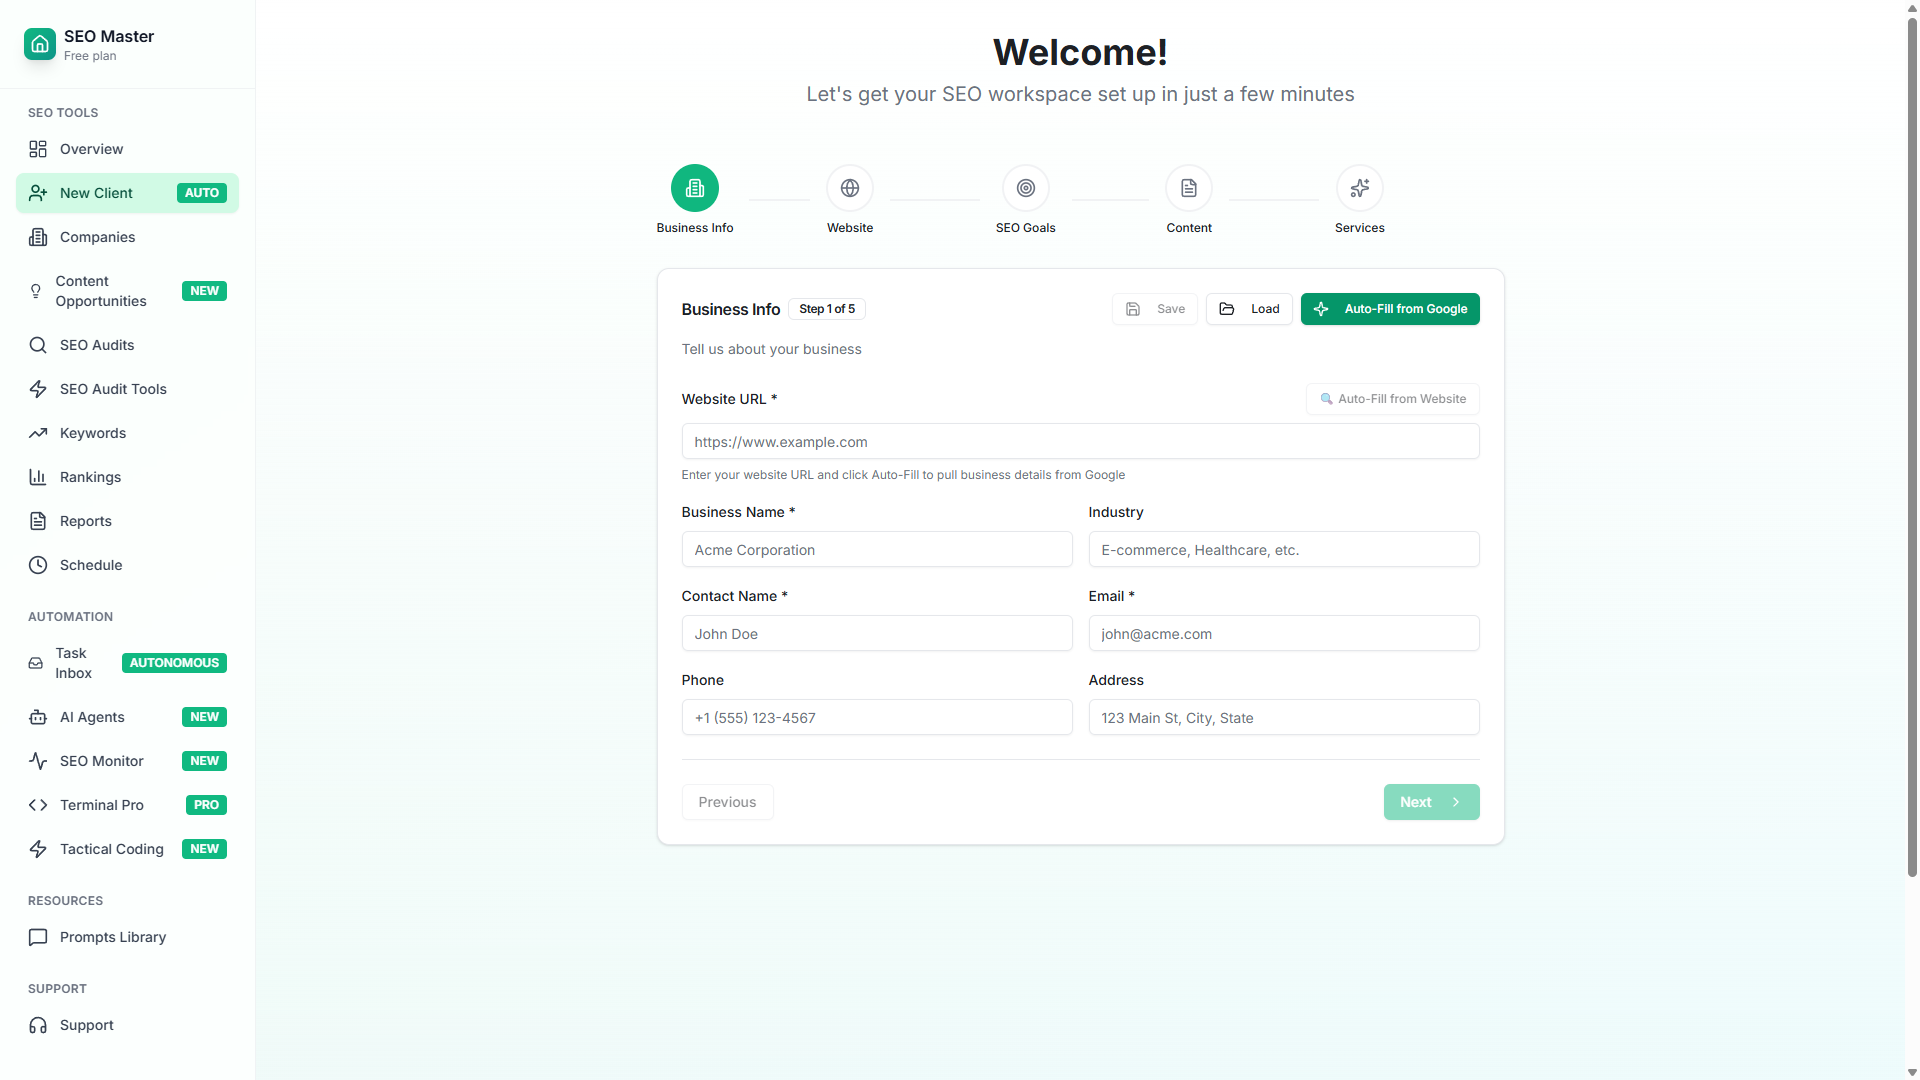 SEO Master
Free plan
SEO TOOLS
Overview
New Client AUTO
Companies
Content
Opportunities NEW
SEO Audits
SEO Audit Tools
Keywords
Rankings
Reports
Schedule
AUTOMATION
Task
Inbox AUTONOMOUS
AI Agents NEW
SEO Monitor NEW
Terminal Pro PRO
Tactical Coding NEW
RESOURCES
Prompts Library
SUPPORT
Support
Welcome!
Let's get your SEO workspace set up in just a few minutes
Business Info Website SEO Goals Content Services
Business Info Step 1 of 5 Save Load Auto-Fill from Google
Tell us about your business
Website URL * 🔍 Auto-Fill from Website
https://www.example.com
Enter your website URL and click Auto-Fill to pull business details from Google
Business Name * Industry
Acme Corporation E-commerce, Healthcare, etc.
Contact Name * Email *
John Doe john@acme.com
Phone Address
+1 (555) 123-4567 123 Main St, City, State
Previous Next